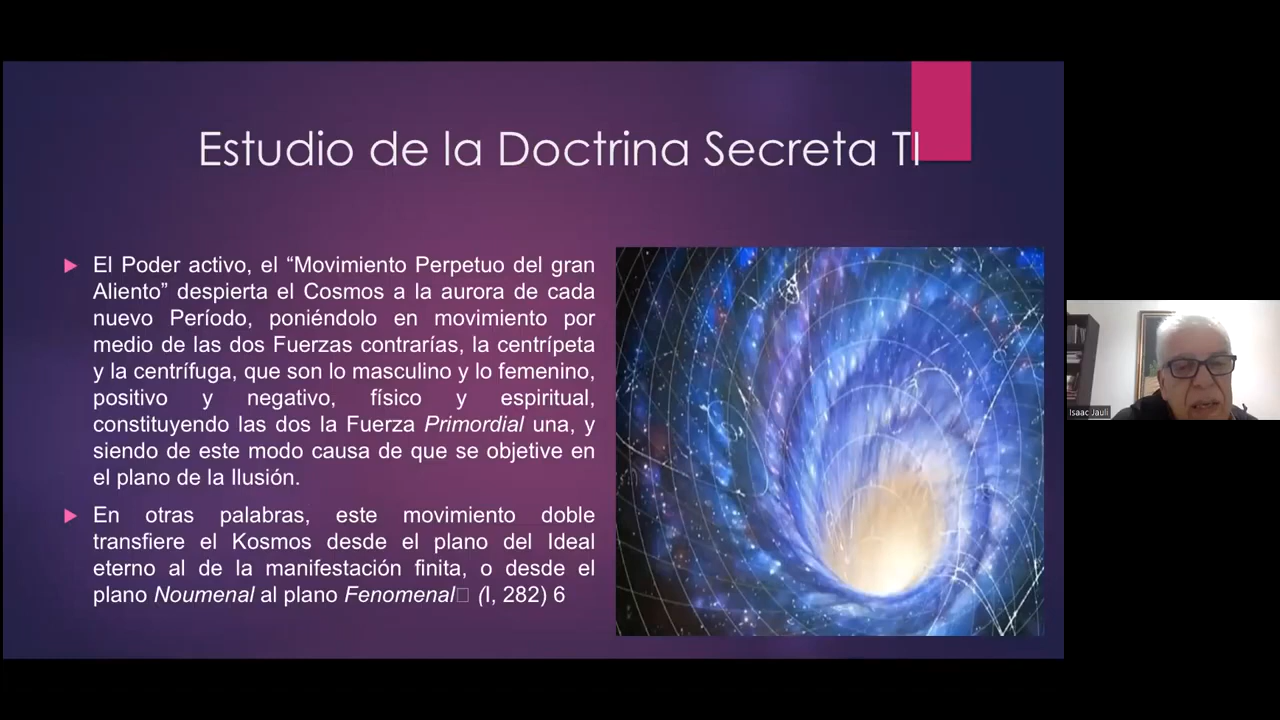 Estudio de la Doctrina Secreta TI
El Poder activo, el “Movimiento Perpetuo del gran
Aliento” despierta el Cosmos a la aurora de cada
nuevo Período, poniéndolo en movimiento por
medio de las dos Fuerzas contrarías, la centrípeta
y la centrífuga, que son lo masculino y lo femenino,
positivo y negativo, físico y espiritual,
constituyendo las dos la Fuerza Primordial una, y
siendo de este modo causa de que se objetive en
el plano de la Ilusión.
En otras palabras, este movimiento doble
transfiere el Kosmos desde el plano del Ideal
eterno al de la manifestación finita, o desde el
plano Noumenal al plano Fenomenal (I, 282) 6
Isaac Jauli